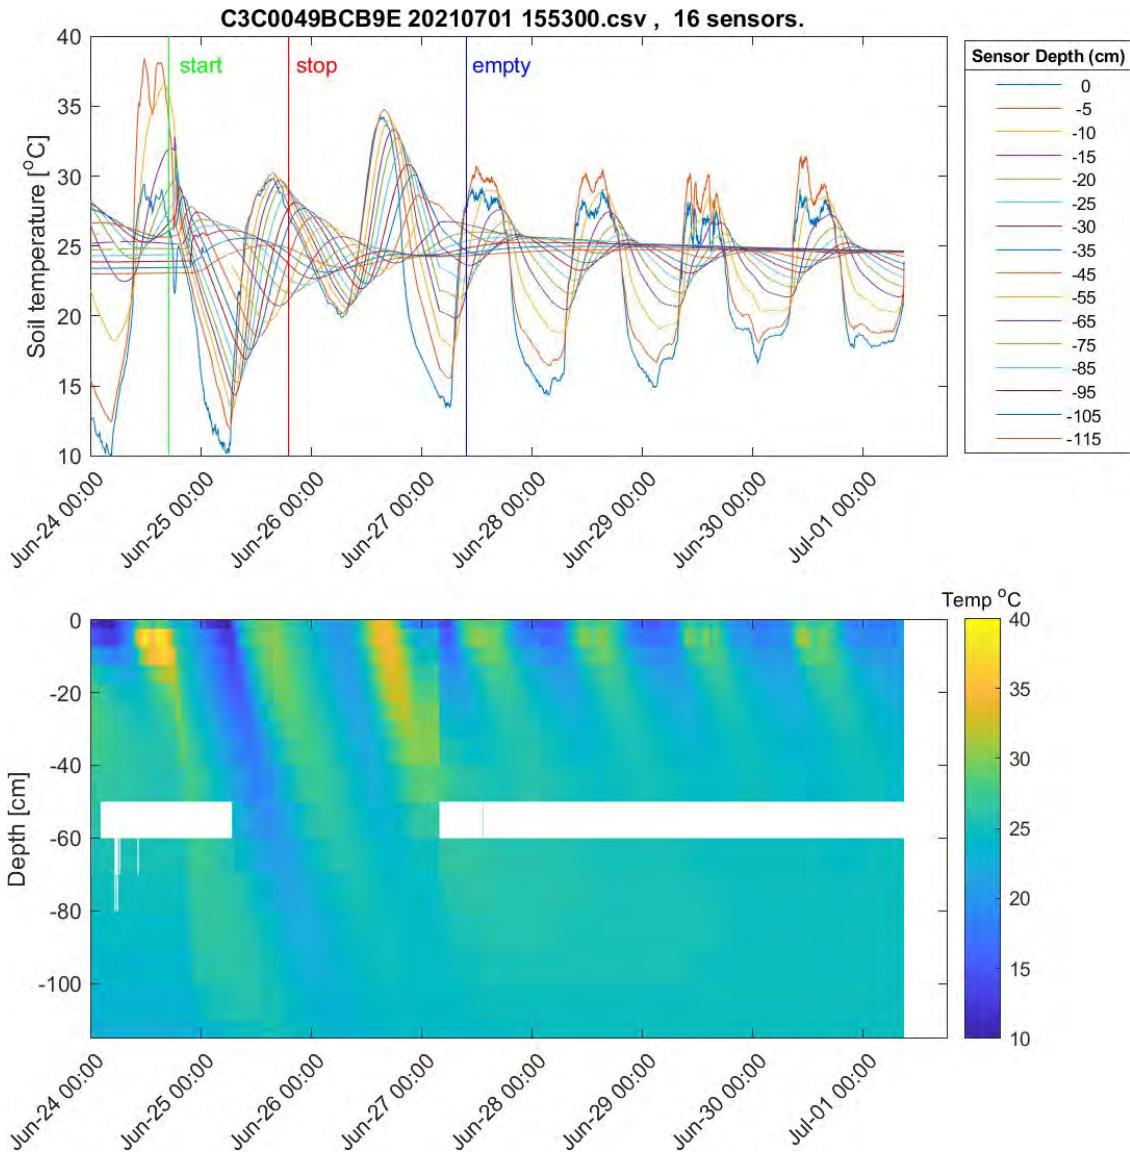 C3C0049BCB9E 20210701 155300.csv , 16 sensors.
Soil temperature [°C]
40
35
30
25
20
15
10
start
stop
empty
Jun-24 00:00
Jun-25 00:00
Jun-26 00:00
Jun-27 00:00
Jun-28 00:00
Jun-29 00:00
Jun-30 00:00
Jul-01 00:00
Sensor Depth (cm)
0
-5
-10
-15
-20
-25
-30
-35
-45
-55
-65
-75
-85
-95
-105
-115
Depth [cm]
0
-20
-40
-60
-80
-100
Jun-24 00:00
Jun-25 00:00
Jun-26 00:00
Jun-27 00:00
Jun-28 00:00
Jun-29 00:00
Jun-30 00:00
Jul-01 00:00
Temp °C
40
35
30
25
20
15
10